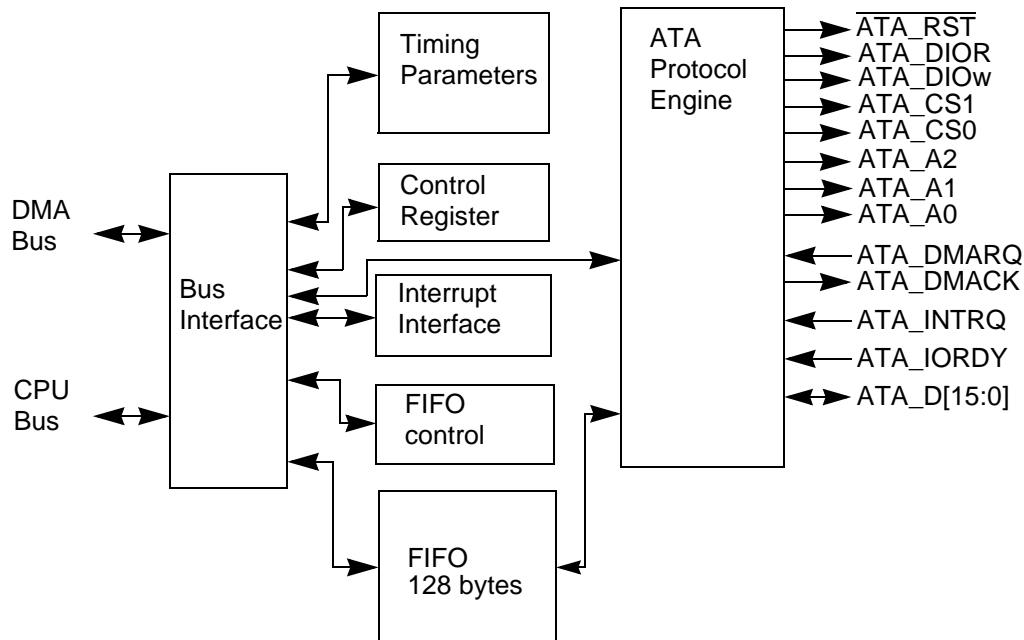 Timing
Parameters
ATA
Protocol
Engine
ATA_RST
ATA_DIOR
ATA_DIOw
ATA_CS1
ATA_CS0
ATA_A2
ATA_A1
ATA_A0
ATA_DMARQ
ATA_DMACK
ATA_INTRQ
ATA_IORDY
ATA_D[15:0]
Control
Register
DMA
Bus
Bus
Interface
Interrupt
Interface
CPU
Bus
FIFO
control
FIFO
128 bytes